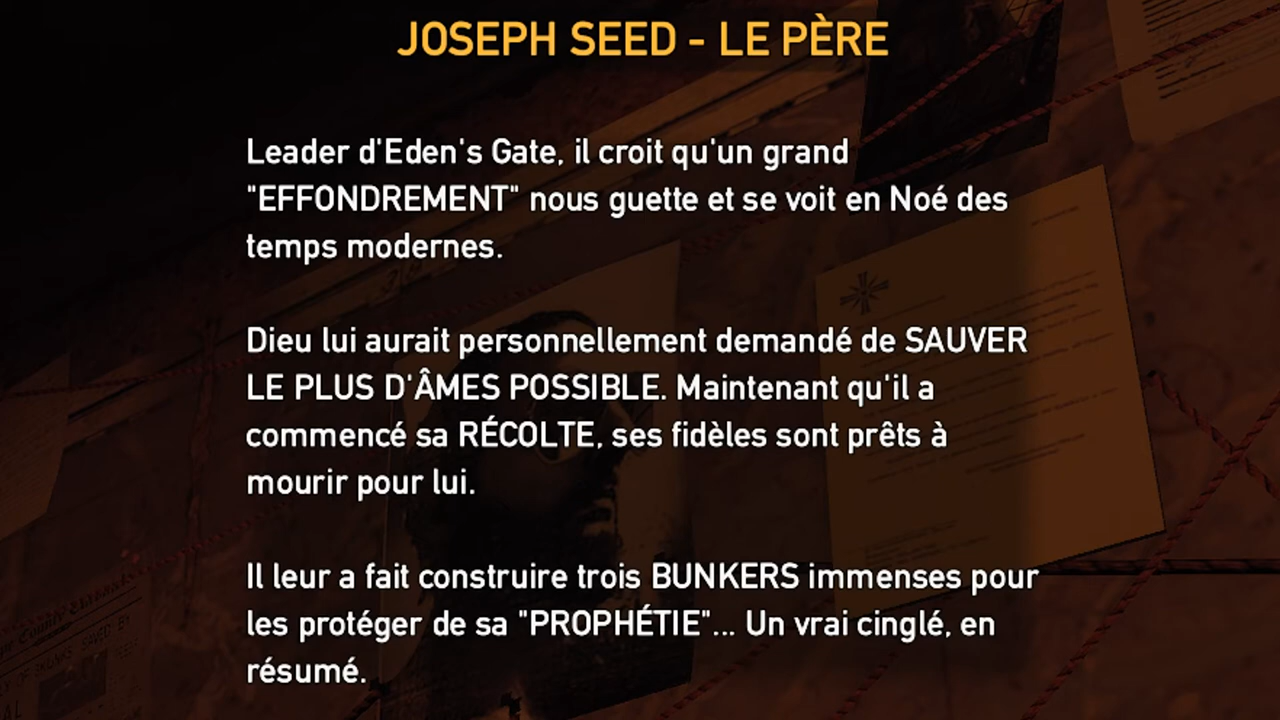 JOSEPH SEED - LE PÈRE
Leader d'Eden's Gate, il croit qu'un grand
"EFFONDREMENT" nous guette et se voit en Noé des
temps modernes.
Dieu lui aurait personnellement demandé de SAUVER
LE PLUS D'ÂMES POSSIBLE. Maintenant qu'il a
commencé sa RÉCOLTE, ses fidèles sont prêts à
mourir pour lui.
Il leur a fait construire trois BUNKERS immenses pour
les protéger de sa "PROPHÉTIE"... Un vrai cinglé, en
résumé.